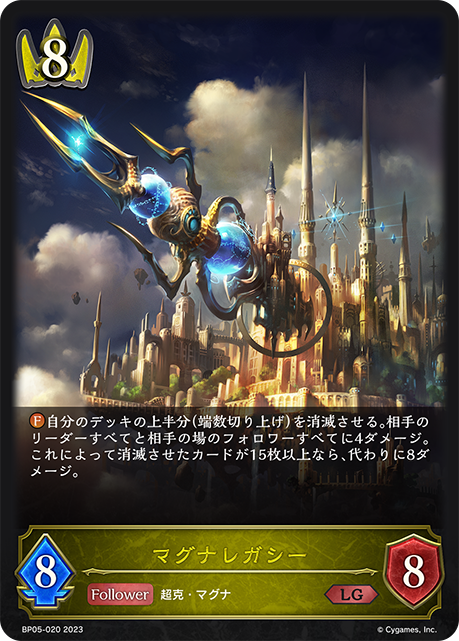 8
F 自分のデッキの上半分(端数切り上げ)を消滅させる。相手の
リーダーすべてと相手の場のフォロワーすべてに4ダメージ。
これによって消滅させたカードが15枚以上なら、代わりに8ダ
メージ。
マグナレガシー
8 Follower 超克・マグナ LG 8
BP05-020 2023 © Cygames, Inc.